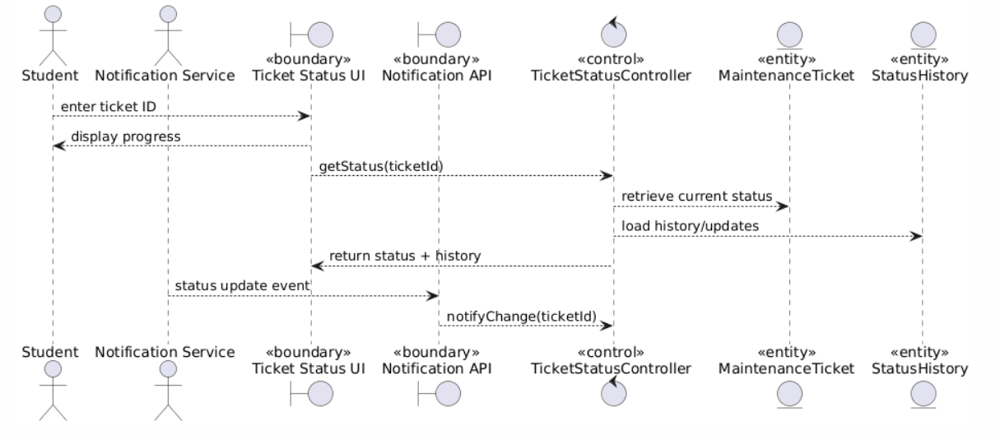 «boundary» «boundary» «control» «entity» «entity»
Student Notification Service Ticket Status UI Notification API TicketStatusController MaintenanceTicket StatusHistory
enter ticket ID
display progress
getStatus(ticketId)
retrieve current status
load history/updates
return status + history
status update event
notifyChange(ticketId)
Student Notification Service «boundary» «boundary» «control» «entity» «entity»
Ticket Status UI Notification API TicketStatusController MaintenanceTicket StatusHistory